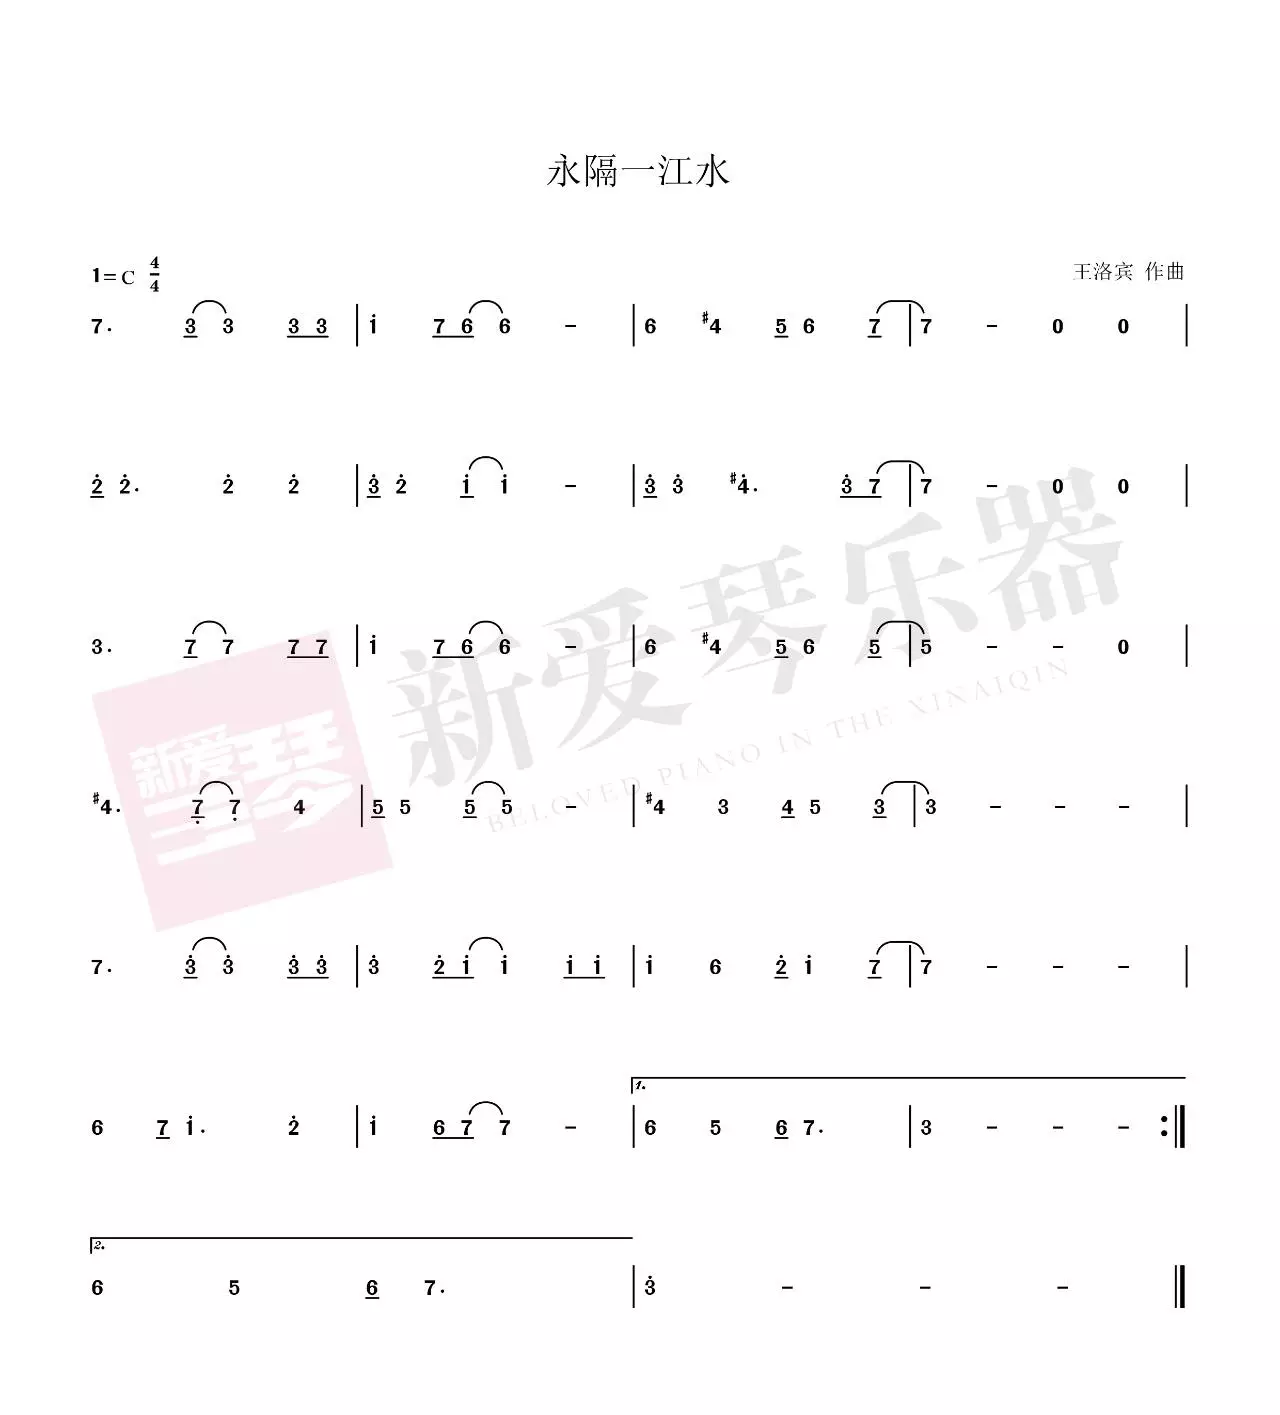 永隔一江水
1=C 4/4
王洛宾 作曲
7. 3 3 3 3 | i 7 6 6 - | 6 #4 5 6 7 | 7 - 0 0 |
2̇ 2̇. 2̇ 2̇ | 3̇ 2̇ i i - | 3̇ 3̇ #4̇. 3̇ 7 | 7 - 0 0 |
3. 7 7 7 7 | i 7 6 6 - | 6 #4 5 6 5 | 5 - - 0 |
#4. 7̣ 7̣ 4 | 5 5 5 5 - | #4 3 4 5 3 | 3 - - - |
7. 3̇ 3̇ 3̇ 3̇ | 3̇ 2̇ i i i i | i 6 2̇ i 7 | 7 - - - |
1.
6 7 i. 2̇ | i 6 7 7 - | 6 5 6 7. | 3 - - - :‖
2.
6 5 6 7. | 3̇ - - - ‖
新爱琴乐器
BELOVED PIANO IN THE XINAIQIN
新爱琴